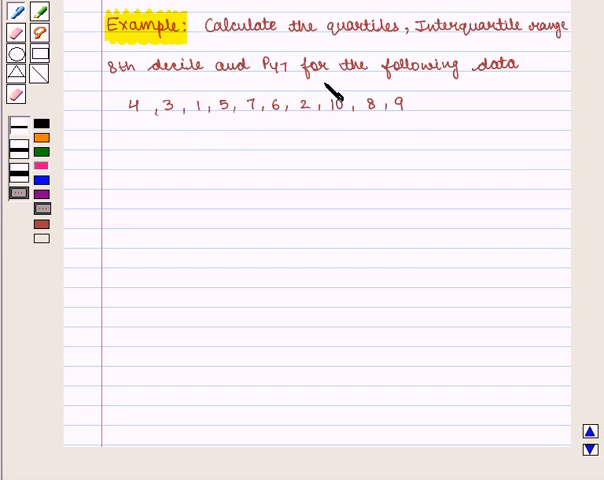 Example: Calculate the quartiles, Interquartile range
8th decile and P47 for the following data
4, 3, 1, 5, 7, 6, 2, 10, 8, 9